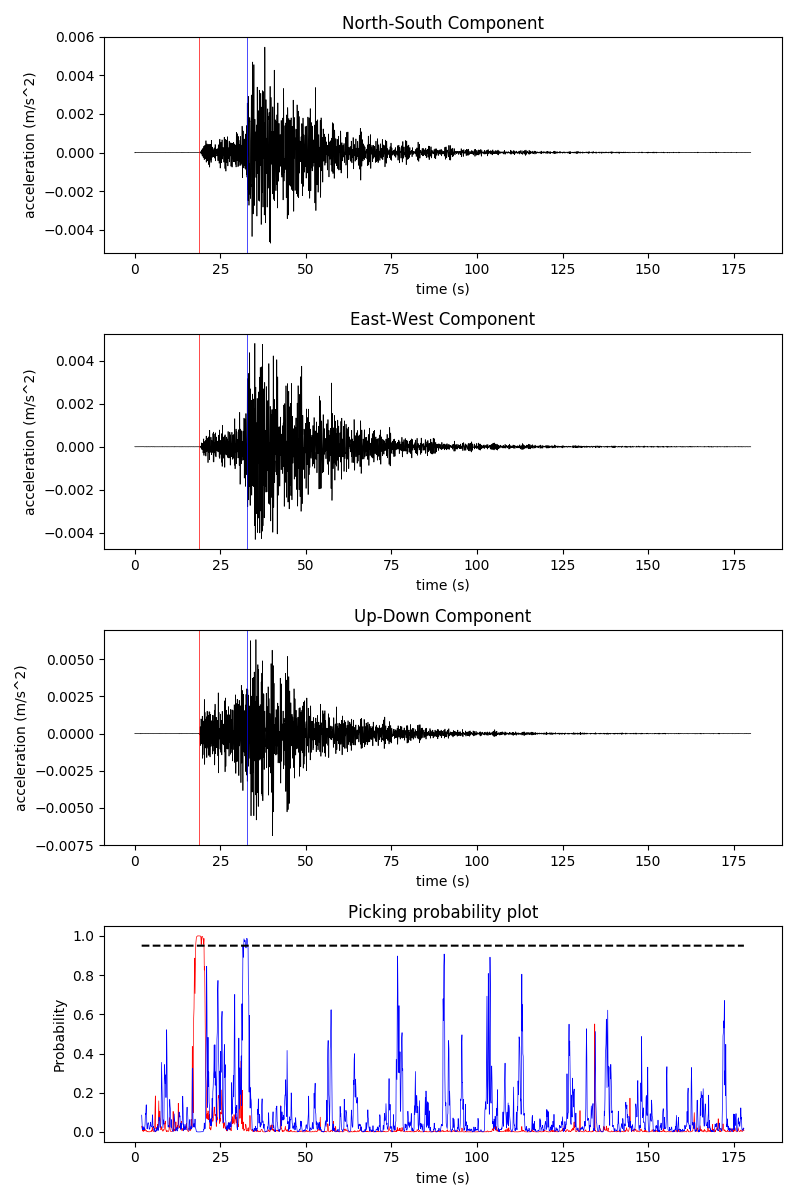 North-South Component
0.006
0.004
0.002
0.000
−0.002
−0.004
acceleration (m/s^2)
0 25 50 75 100 125 150 175
time (s)
East-West Component
0.004
0.002
0.000
−0.002
−0.004
acceleration (m/s^2)
0 25 50 75 100 125 150 175
time (s)
Up-Down Component
0.0050
0.0025
0.0000
−0.0025
−0.0050
−0.0075
acceleration (m/s^2)
0 25 50 75 100 125 150 175
time (s)
Picking probability plot
1.0
0.8
0.6
0.4
0.2
0.0
Probability
0 25 50 75 100 125 150 175
time (s)